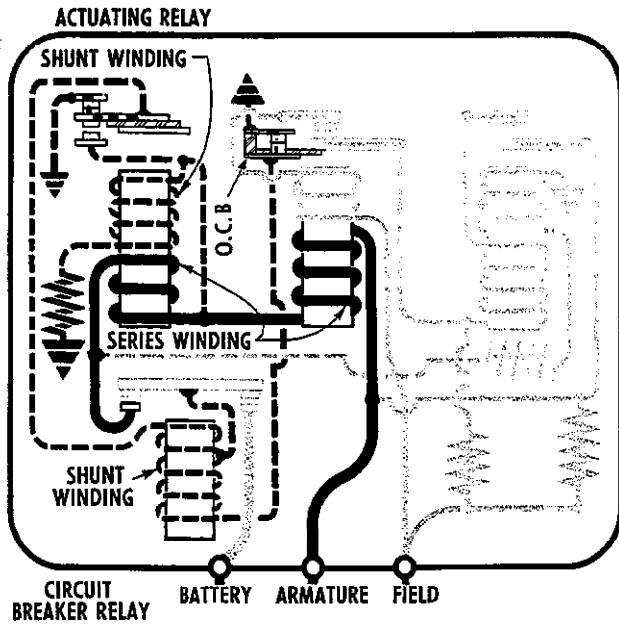 ACTUATING RELAY
SHUNT WINDING
O.C.B
SERIES WINDING
SHUNT
WINDING
CIRCUIT
BREAKER RELAY
BATTERY
ARMATURE
FIELD